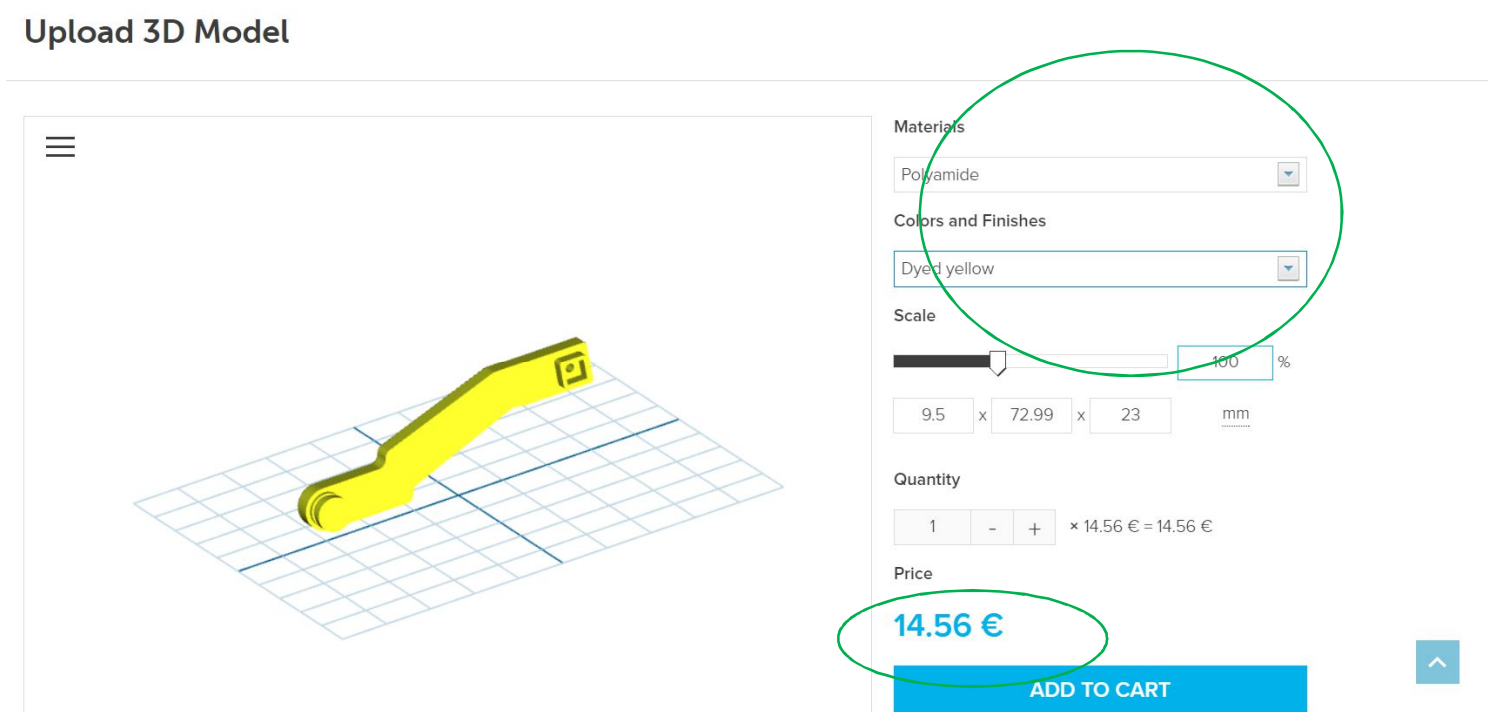 Upload 3D Model
Materials
Polyamide
Colors and Finishes
Dyed yellow
Scale
100 %
9.5 x 72.99 x 23 mm
Quantity
1 - + × 14.56 € = 14.56 €
Price
14.56 €
ADD TO CART